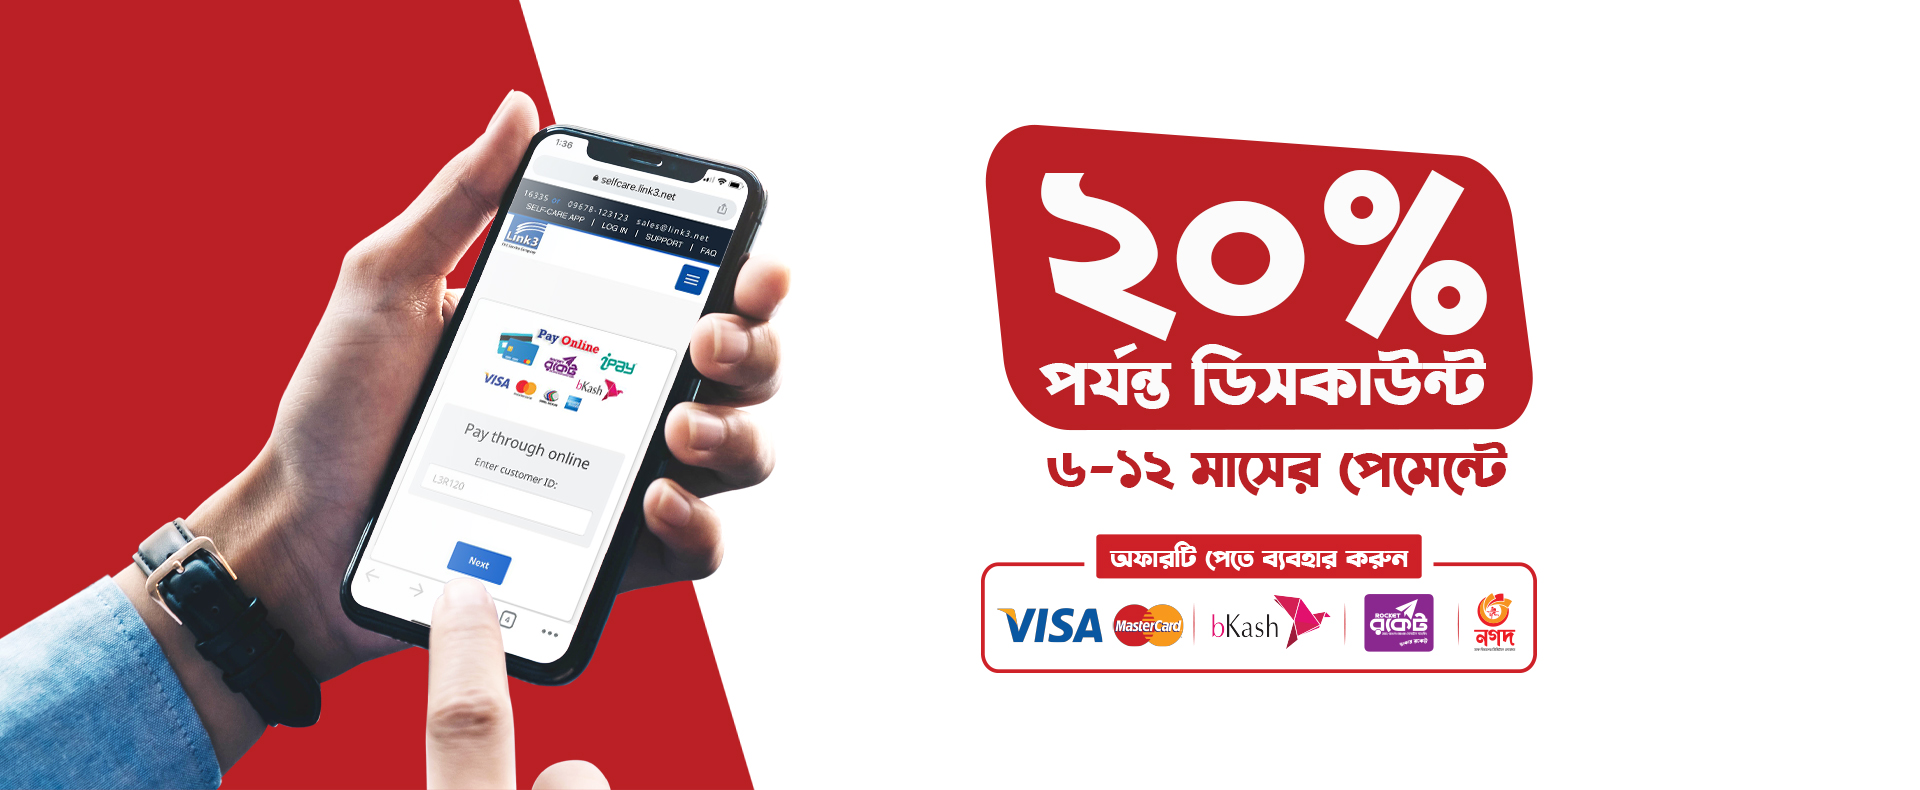 1:36
selfcare.link3.net
16335 or 09678-123123 sales@link3.net
SELF-CARE APP | LOG IN | SUPPORT | FAQ
Link3
Pay Online
রকেট
iPay
VISA
bKash
Pay through online
Enter customer ID:
L3R120
Next
4
২০%
পর্যন্ত ডিসকাউন্ট
৬-১২ মাসের পেমেন্টে
অফারটি পেতে ব্যবহার করুন
VISA
MasterCard
bKash
ROCKET
রকেট
নগদ